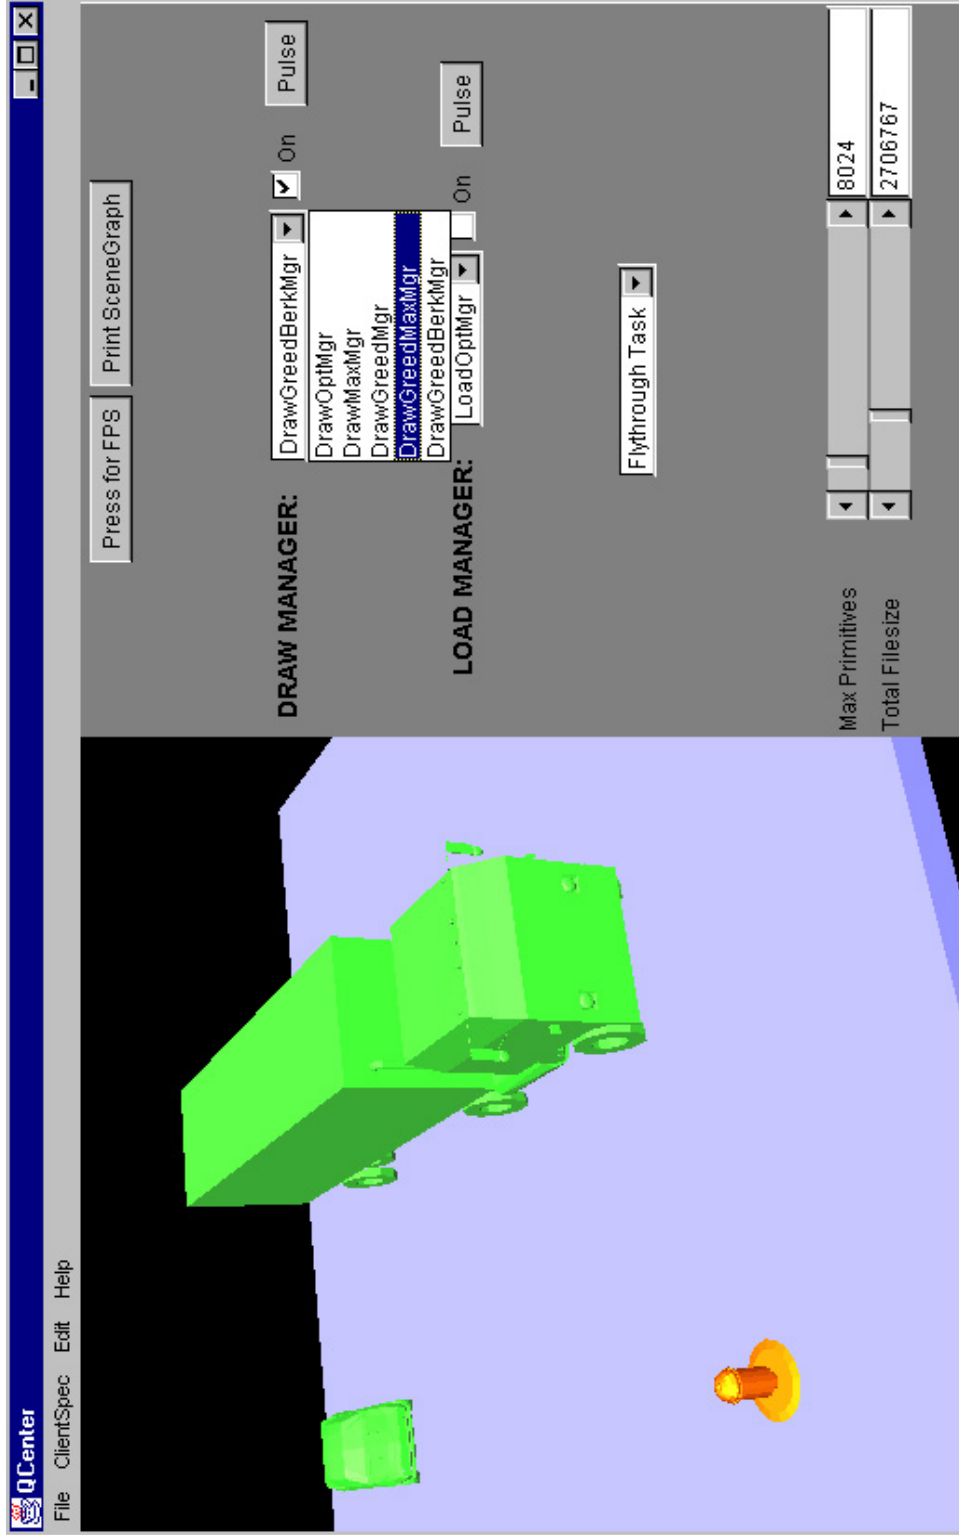 QCenter
File ClientSpec Edit Help
Press for FPS Print SceneGraph
DRAW MANAGER: DrawGreedBerkMgr On Pulse
DrawOptMgr
DrawMaxMgr
DrawGreedMgr
DrawGreedMaxMgr
DrawGreedBerkMgr
LOAD MANAGER: LoadOptMgr On Pulse
Flythrough Task
Max Primitives 8024
Total Filesize 2706767